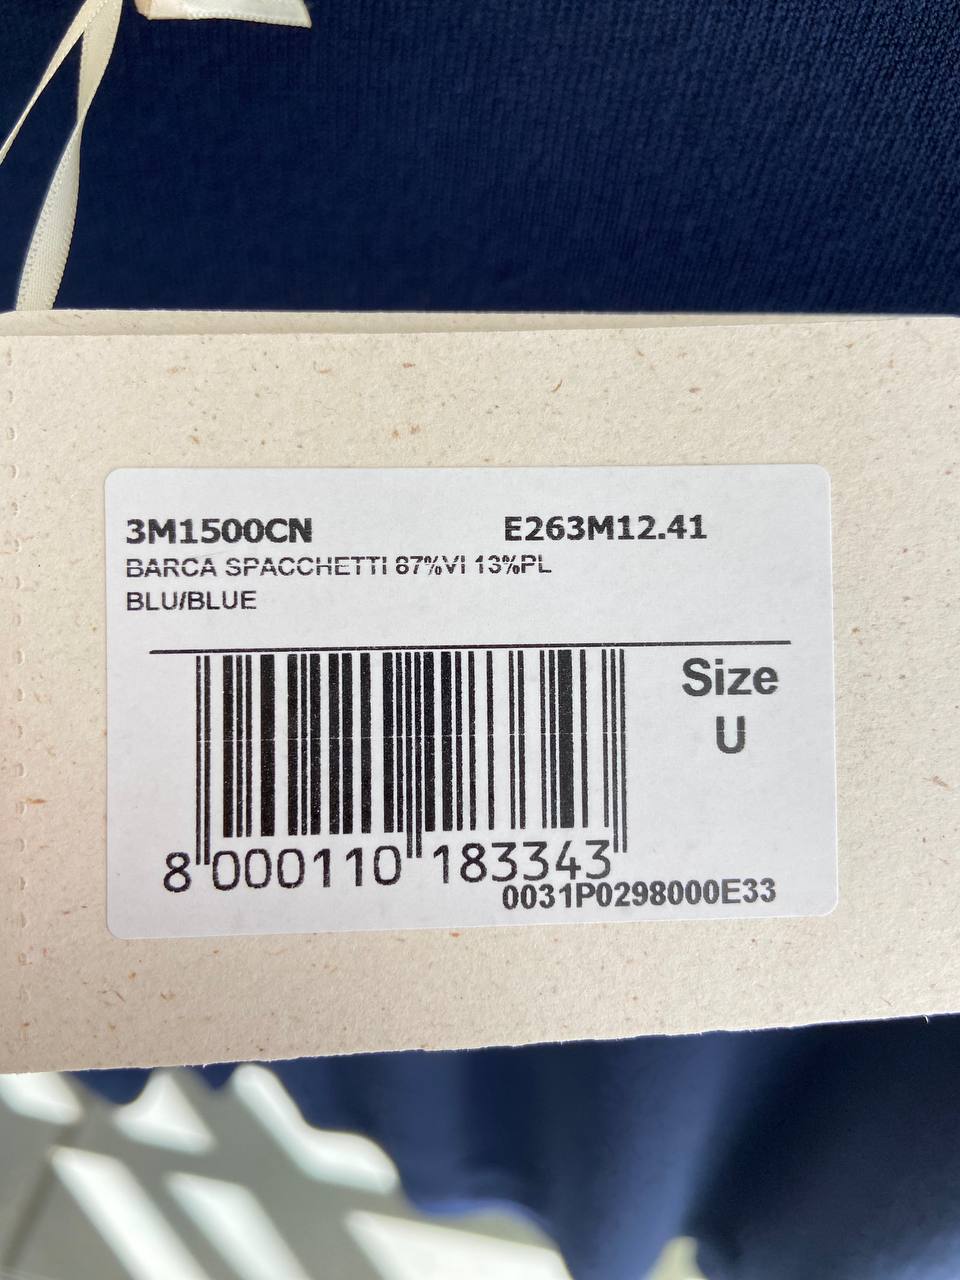 3M1500CN E263M12.41
BARCA SPACCHETTI 87%VI 13%PL
BLU/BLUE
Size
U
8 000110 183343
0031P0298000E33